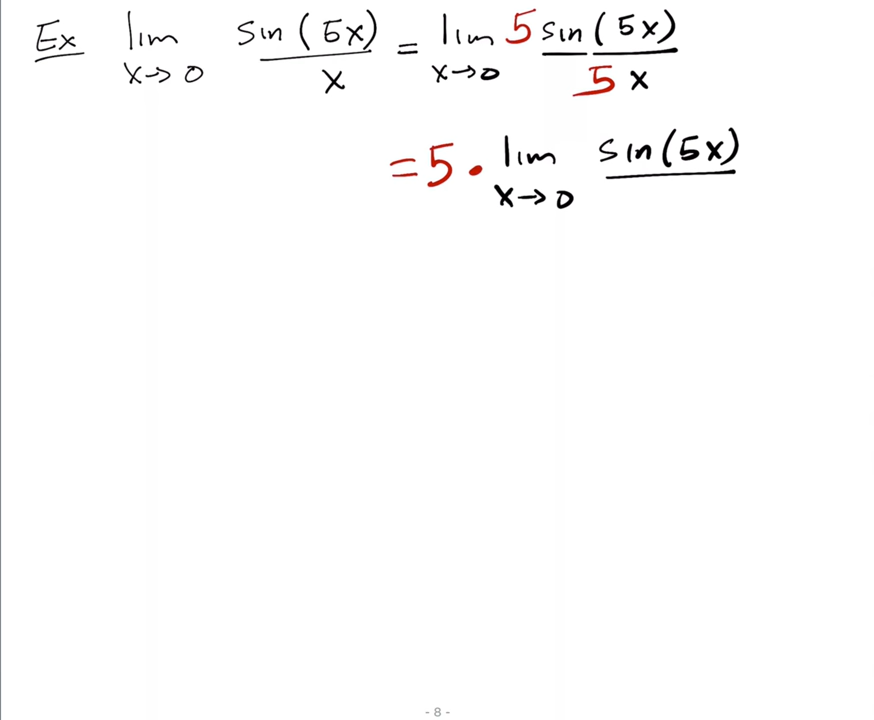 Ex lim x→0 sin(5x)/x = lim x→0 5 sin(5x)/5x
= 5 · lim x→0 sin(5x)
- 8 -